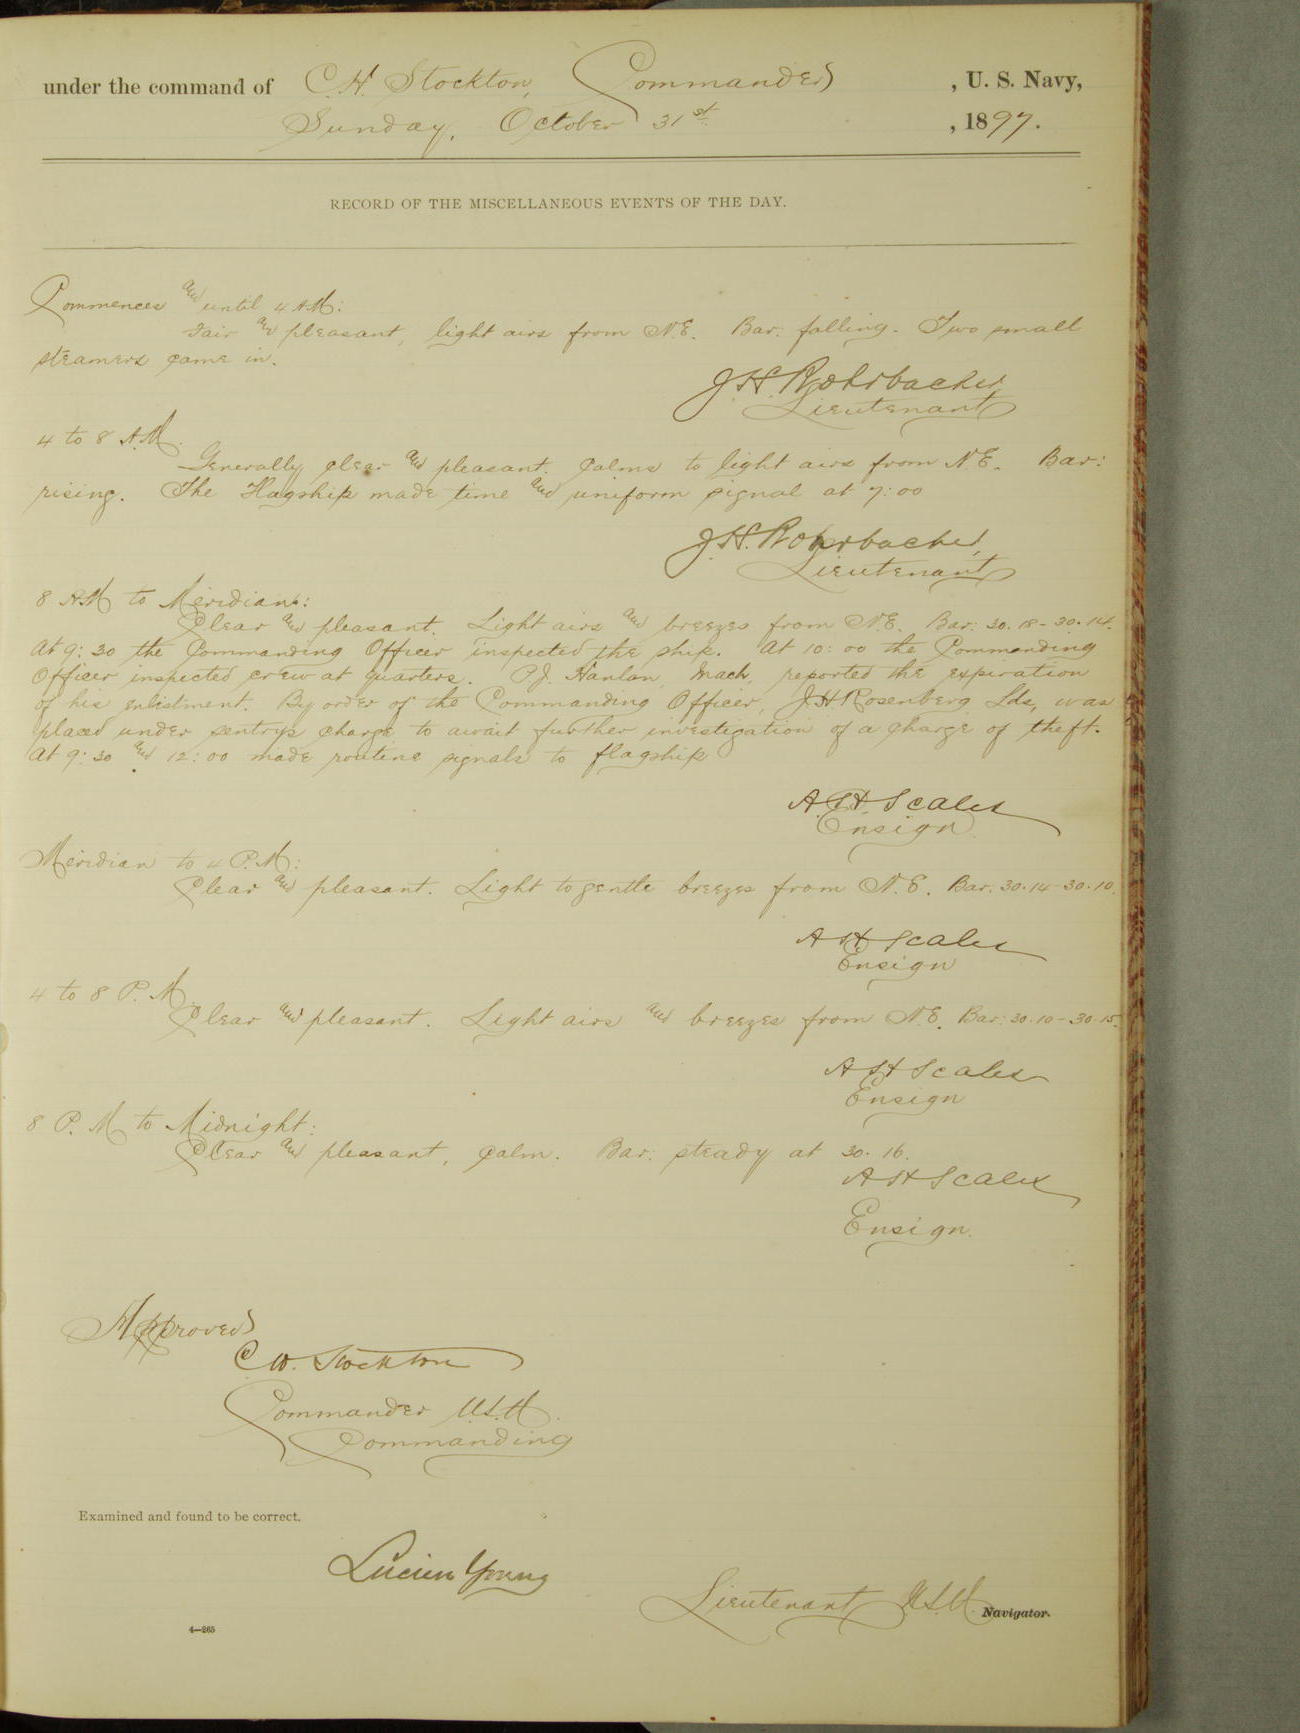 under the command of C. H. Stockton, Commander, U. S. Navy,
Sunday, October 31st, 1897.
RECORD OF THE MISCELLANEOUS EVENTS OF THE DAY.
Commences and until 4 AM:
Fair and pleasant, light airs from N.E. Bar: falling. Two small
steamers came in.
J. H. Rohrbacher
Lieutenant
4 to 8 A.M.
Generally clear and pleasant. Calms to light airs from N.E. Bar:
rising. The Flagship made time and uniform signal at 7:00
J. H. Rohrbacher,
Lieutenant
8 AM to Meridian:
Clear and pleasant. Light airs and breezes from N.E. Bar: 30.18-30.14.
At 9:30 the Commanding Officer inspected the ship. At 10:00 the Commanding
Officer inspected crew at quarters. P.J. Hanlan, Mach, reported the expiration
of his enlistment. By order of the Commanding Officer, J.H Rosenberg Lds, was
placed under sentrys charge to await further investigation of a charge of theft.
At 9:30 and 12:00 made routine signals to flagship
A. H. Scales
Ensign
Meridian to 4 P.M:
Clear and pleasant. Light to gentle breezes from N.E. Bar: 30.14-30.10.
A H Scales
Ensign
4 to 8 P.M.
Clear and pleasant. Light airs and breezes from N.E. Bar: 30.10-30.15.
A H Scales
Ensign
8 P.M to Midnight:
Clear and pleasant, calm. Bar: steady at 30.16.
A H Scales
Ensign.
Approved
C. H. Stockton
Commander U.S.N.
Commanding
Examined and found to be correct.
Lucien Young
Lieutenant U.S.N. Navigator.
4—265